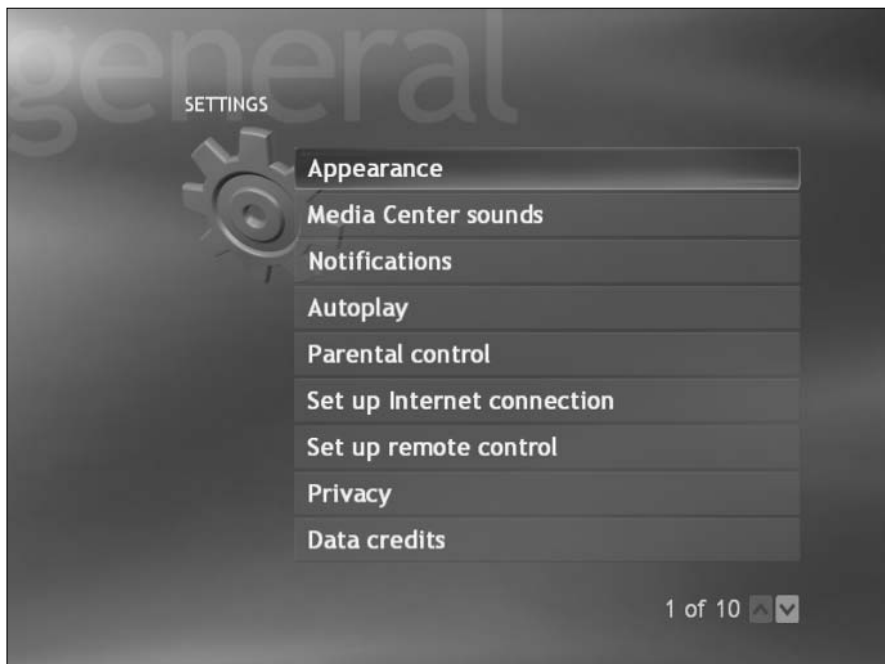 general
SETTINGS
Appearance
Media Center sounds
Notifications
Autoplay
Parental control
Set up Internet connection
Set up remote control
Privacy
Data credits
1 of 10